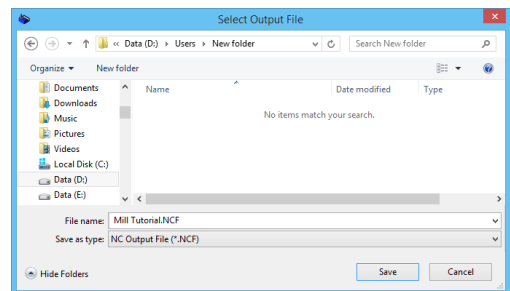 Select Output File
« Data (D:) Users New folder Search New folder
Organize New folder
Name Date modified Type
No items match your search.
Documents
Downloads
Music
Pictures
Videos
Local Disk (C:)
Data (D:)
Data (E:)
File name: Mill Tutorial.NCF
Save as type: NC Output File (*.NCF)
Hide Folders Save Cancel